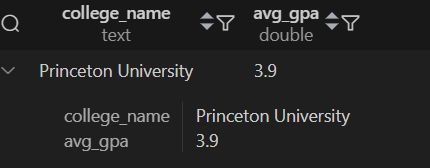 college_name avg_gpa
text double
Princeton University 3.9
college_name Princeton University
avg_gpa 3.9